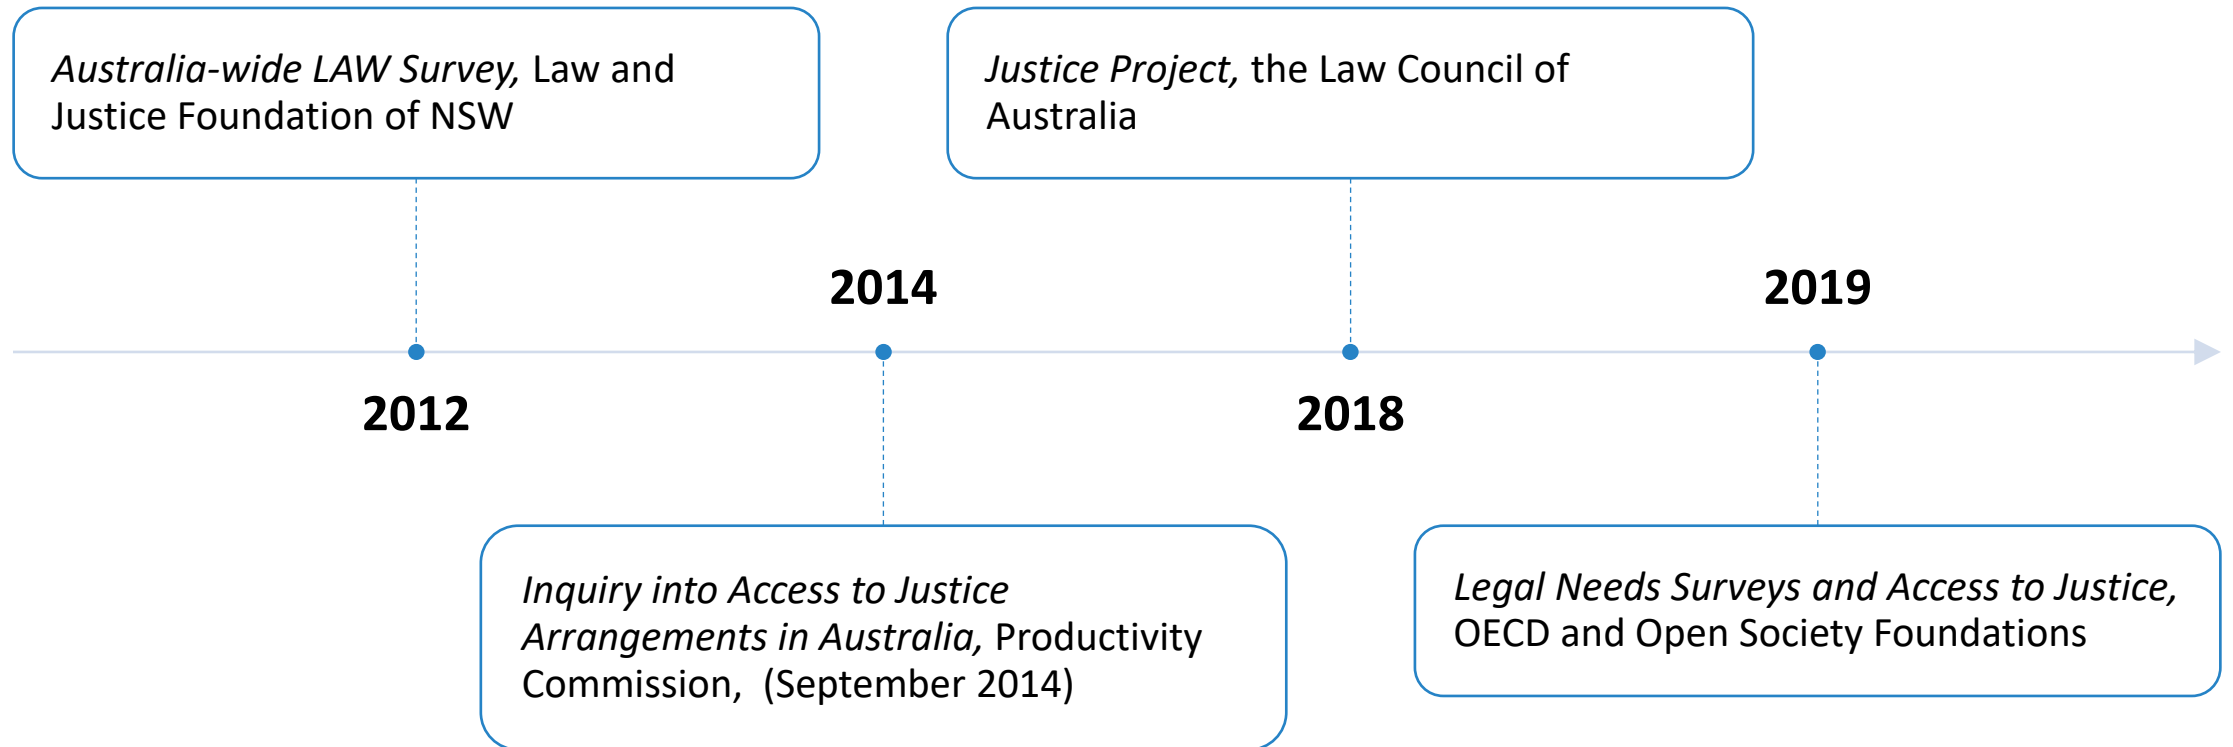 Australia-wide LAW Survey, Law and
Justice Foundation of NSW
Justice Project, the Law Council of
Australia
2014
2019
2012
2018
Inquiry into Access to Justice
Arrangements in Australia, Productivity
Commission,  (September 2014)
Legal Needs Surveys and Access to Justice,
OECD and Open Society Foundations